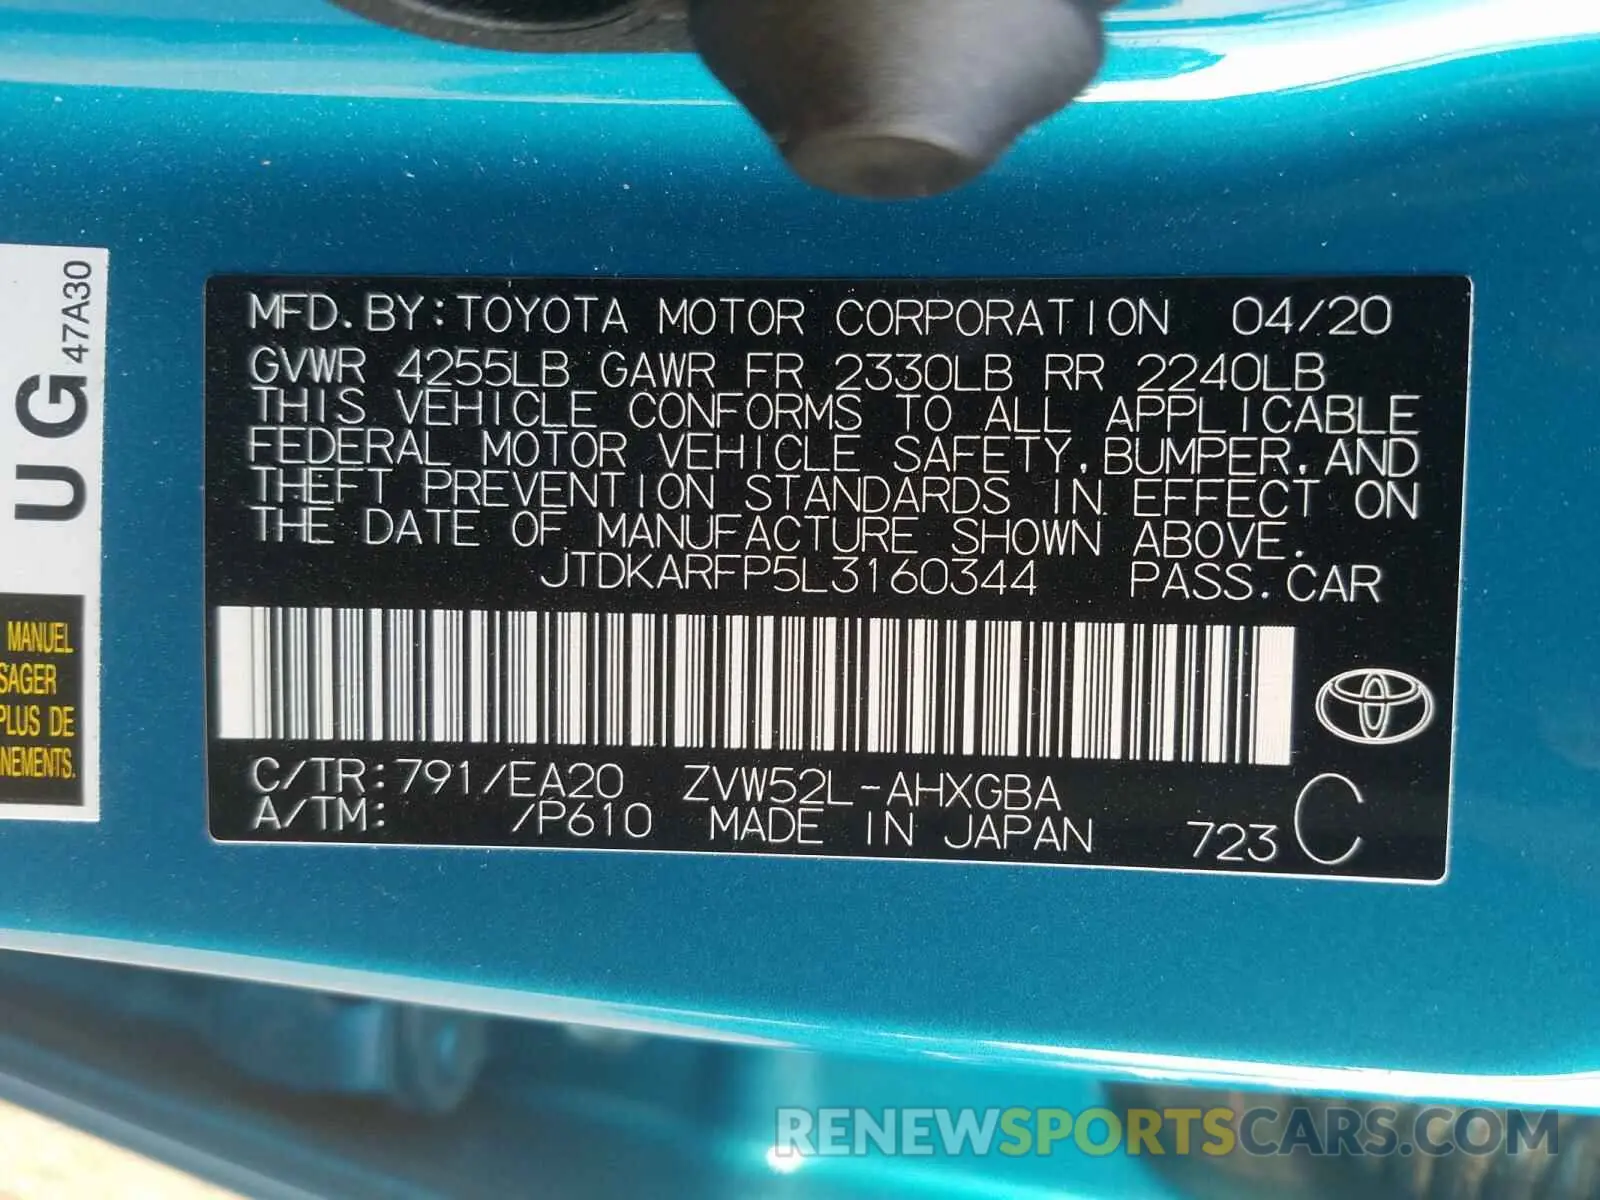 MFD.BY:TOYOTA MOTOR CORPORATION 04/20
GVWR 4255LB GAWR FR 2330LB RR 2240LB
THIS VEHICLE CONFORMS TO ALL APPLICABLE
FEDERAL MOTOR VEHICLE SAFETY,BUMPER,AND
THEFT PREVENTION STANDARDS IN EFFECT ON
THE DATE OF MANUFACTURE SHOWN ABOVE.
JTDKARFP5L3160344 PASS.CAR
C/TR:791/EA20 ZVW52L-AHXGBA
A/TM: /P610 MADE IN JAPAN 723 C
UG 47A30
MANUEL
SAGER
PLUS DE
NEMENTS.
RENEWSPORTSCARS.COM